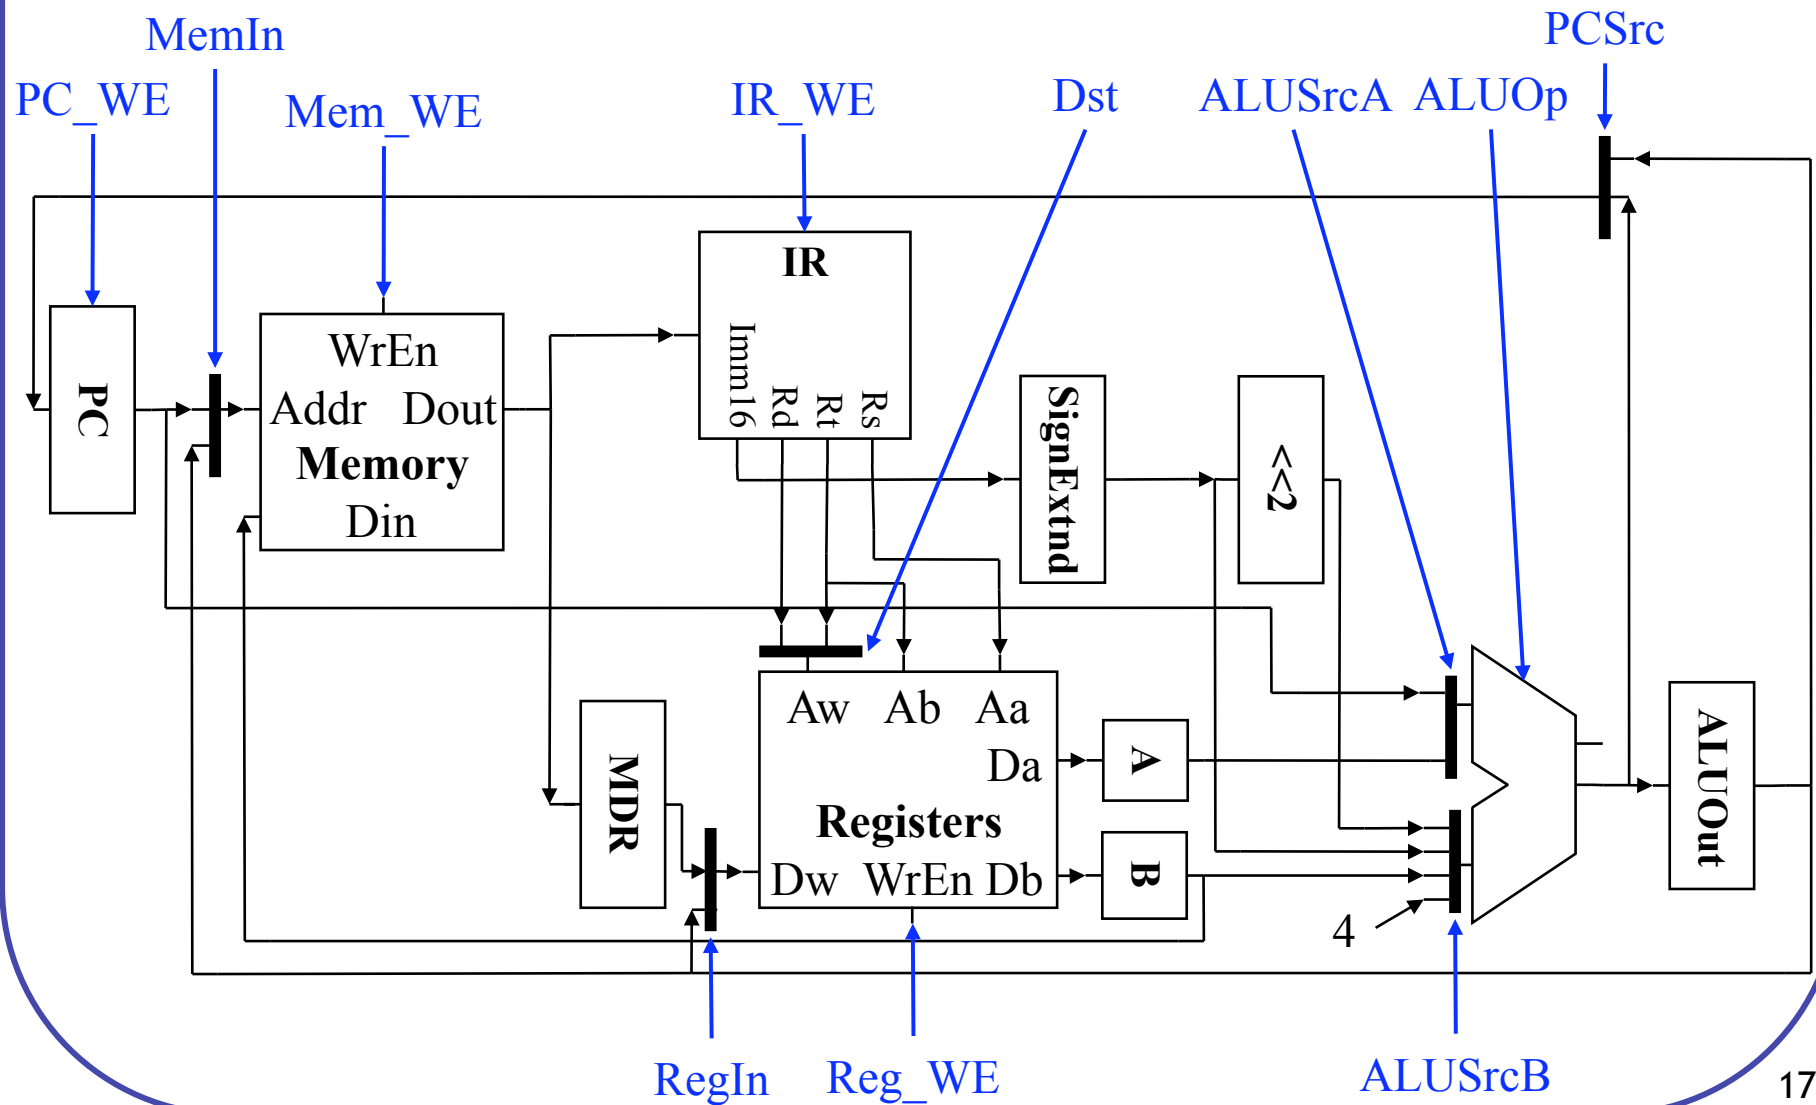 MemIn
PCSrc
PC_WE
Mem_WE
IR_WE
Dst
ALUSrcA
ALUOp
IR
Imm16
Rd
Rt
Rs
PC
WrEn
Addr
Dout
Memory
Din
SignExtnd
<<2
MDR
Aw
Ab
Aa
Da
Registers
Dw
WrEn
Db
A
B
4
ALUOut
RegIn
Reg_WE
ALUSrcB
17